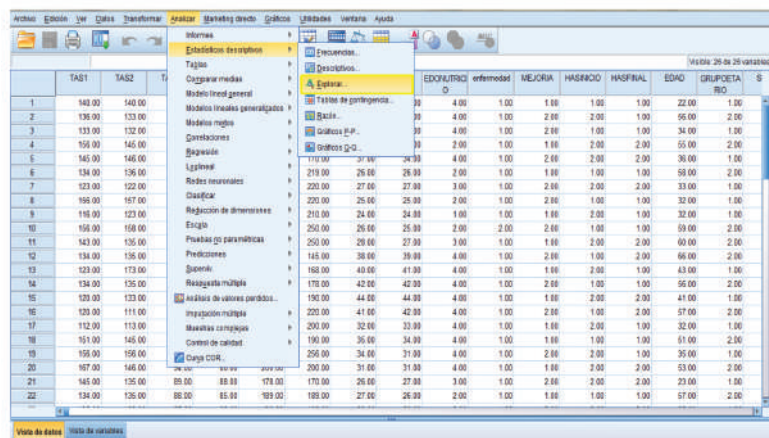 Archivo Edición Ver Datos Transformar Analizar Marketing directo Gráficos Utilidades Ventana Ayuda
Informes
Estadísticos descriptivos
Tablas
Comparar medias
Modelo lineal general
Modelos lineales generalizados
Modelos mixtos
Correlaciones
Regresión
Loglineal
Redes neuronales
Clasificar
Reducción de dimensiones
Escala
Pruebas no paramétricas
Predicciones
Superviv.
Respuesta múltiple
Análisis de valores perdidos...
Imputación múltiple
Muestras complejas
Control de calidad
Curva COR...
Frecuencias...
Descriptivos...
Explorar...
Tablas de contingencia...
Razón...
Gráficos P-P...
Gráficos Q-Q...
Visible: 26 de 26 variables
TAS1 TAS2 EDONUTRICIO enfermedad MEJORIA HASINICIO HASFINAL EDAD GRUPOETARIO S
1 140.00 140.00 4.00 1.00 1.00 1.00 1.00 22.00 1.00
2 136.00 133.00 4.00 1.00 2.00 2.00 1.00 56.00 2.00
3 133.00 132.00 4.00 1.00 1.00 1.00 1.00 34.00 1.00
4 156.00 145.00 2.00 1.00 2.00 2.00 2.00 55.00 2.00
5 145.00 146.00 170.00 37.00 34.00 4.00 1.00 1.00 2.00 2.00 36.00 1.00
6 134.00 136.00 219.00 26.00 26.00 2.00 1.00 1.00 1.00 1.00 58.00 2.00
7 123.00 122.00 220.00 27.00 27.00 3.00 1.00 2.00 2.00 2.00 33.00 1.00
8 166.00 157.00 220.00 25.00 25.00 2.00 1.00 1.00 2.00 1.00 32.00 1.00
9 116.00 123.00 210.00 24.00 24.00 1.00 1.00 1.00 2.00 1.00 32.00 1.00
10 156.00 158.00 250.00 26.00 25.00 2.00 2.00 1.00 1.00 1.00 59.00 2.00
11 143.00 135.00 250.00 28.00 27.00 3.00 1.00 1.00 2.00 2.00 60.00 2.00
12 134.00 135.00 145.00 38.00 39.00 4.00 1.00 2.00 1.00 2.00 66.00 2.00
13 123.00 173.00 168.00 40.00 41.00 4.00 1.00 1.00 2.00 1.00 43.00 1.00
14 134.00 135.00 178.00 42.00 42.00 4.00 1.00 2.00 1.00 1.00 56.00 2.00
15 120.00 133.00 190.00 44.00 44.00 4.00 1.00 1.00 2.00 2.00 41.00 1.00
16 120.00 111.00 220.00 41.00 42.00 4.00 1.00 1.00 2.00 2.00 57.00 2.00
17 112.00 113.00 200.00 32.00 33.00 4.00 1.00 1.00 2.00 1.00 32.00 1.00
18 151.00 145.00 190.00 35.00 34.00 4.00 1.00 1.00 1.00 1.00 51.00 2.00
19 156.00 156.00 256.00 34.00 31.00 4.00 1.00 2.00 2.00 1.00 35.00 1.00
20 167.00 146.00 200.00 31.00 31.00 4.00 1.00 1.00 2.00 2.00 53.00 2.00
21 145.00 135.00 89.00 88.00 178.00 170.00 26.00 27.00 3.00 1.00 2.00 2.00 2.00 23.00 1.00
22 134.00 135.00 88.00 85.00 189.00 189.00 27.00 26.00 2.00 1.00 2.00 1.00 1.00 67.00 2.00
Vista de datos Vista de variables